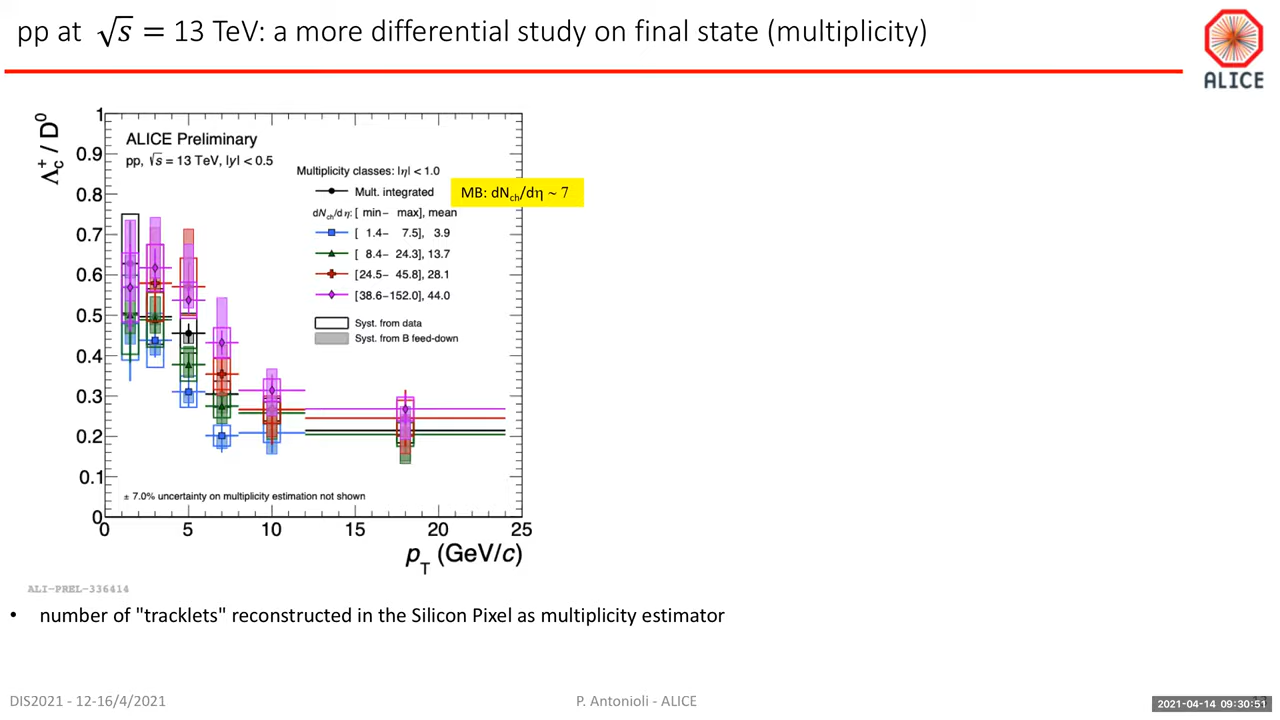 pp at √s = 13 TeV: a more differential study on final state (multiplicity)
ALICE
Λc+ / D0
1
0.9
0.8
0.7
0.6
0.5
0.4
0.3
0.2
0.1
0
ALICE Preliminary
pp, √s = 13 TeV, |y| < 0.5
Multiplicity classes: |η| < 1.0
Mult. integrated
MB: dNch/dη ~ 7
dNch/dη: [ min- max], mean
[ 1.4- 7.5], 3.9
[ 8.4- 24.3], 13.7
[24.5- 45.8], 28.1
[38.6-152.0], 44.0
Syst. from data
Syst. from B feed-down
± 7.0% uncertainty on multiplicity estimation not shown
0 5 10 15 20 25
pT (GeV/c)
ALI-PREL-336414
• number of "tracklets" reconstructed in the Silicon Pixel as multiplicity estimator
DIS2021 - 12-16/4/2021
P. Antonioli - ALICE
2021-04-14 09:30:51